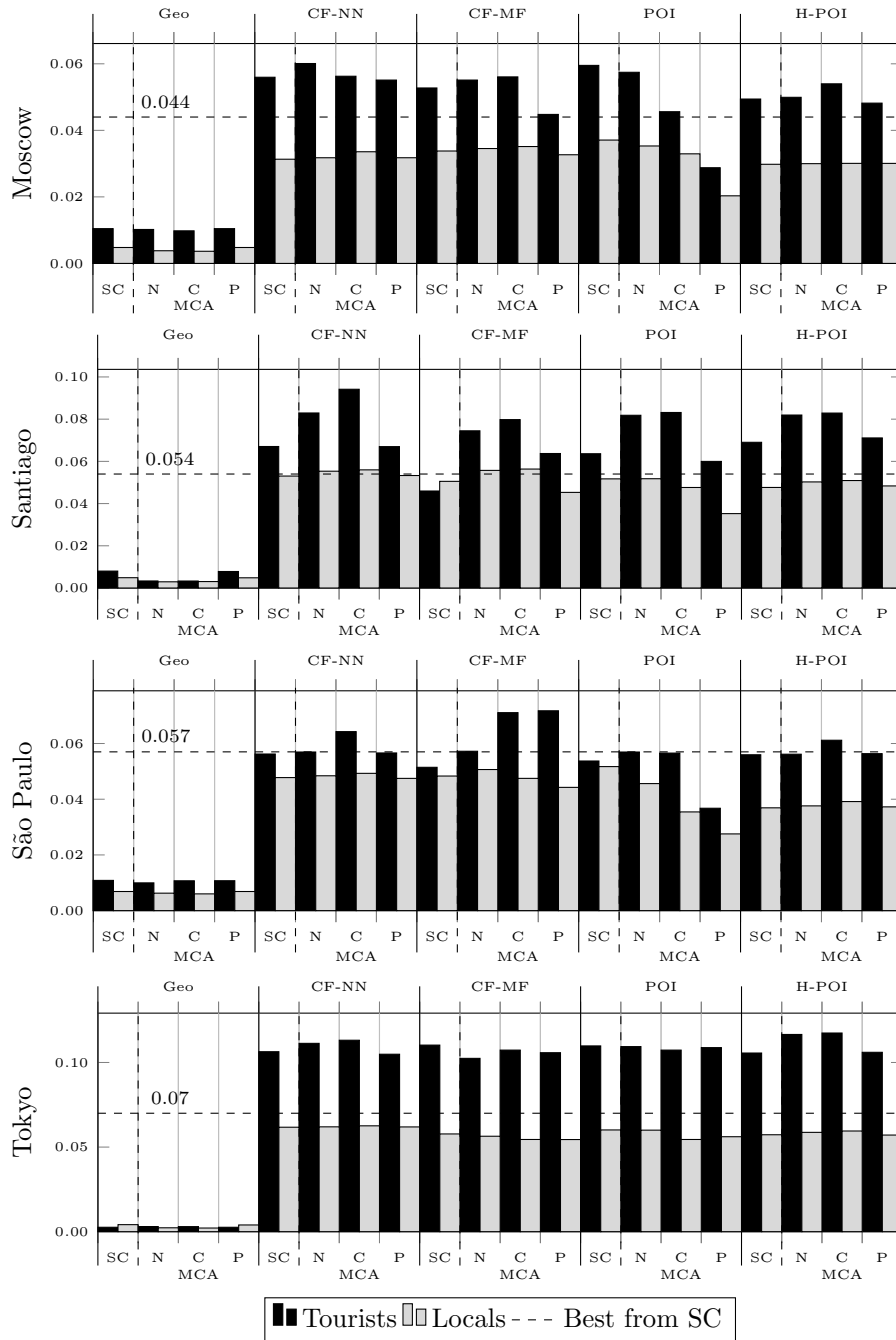 Geo CF-NN CF-MF POI H-POI
0.06
0.044
0.04
0.02
0.00
Moscow
SC N C P SC N C P SC N C P SC N C P SC N C P
MCA MCA MCA MCA MCA
Geo CF-NN CF-MF POI H-POI
0.10
0.08
0.06
0.054
0.04
0.02
0.00
Santiago
SC N C P SC N C P SC N C P SC N C P SC N C P
MCA MCA MCA MCA MCA
Geo CF-NN CF-MF POI H-POI
0.06
0.057
0.04
0.02
0.00
São Paulo
SC N C P SC N C P SC N C P SC N C P SC N C P
MCA MCA MCA MCA MCA
Geo CF-NN CF-MF POI H-POI
0.10
0.07
0.05
0.00
Tokyo
SC N C P SC N C P SC N C P SC N C P SC N C P
MCA MCA MCA MCA MCA
Tourists Locals Best from SC